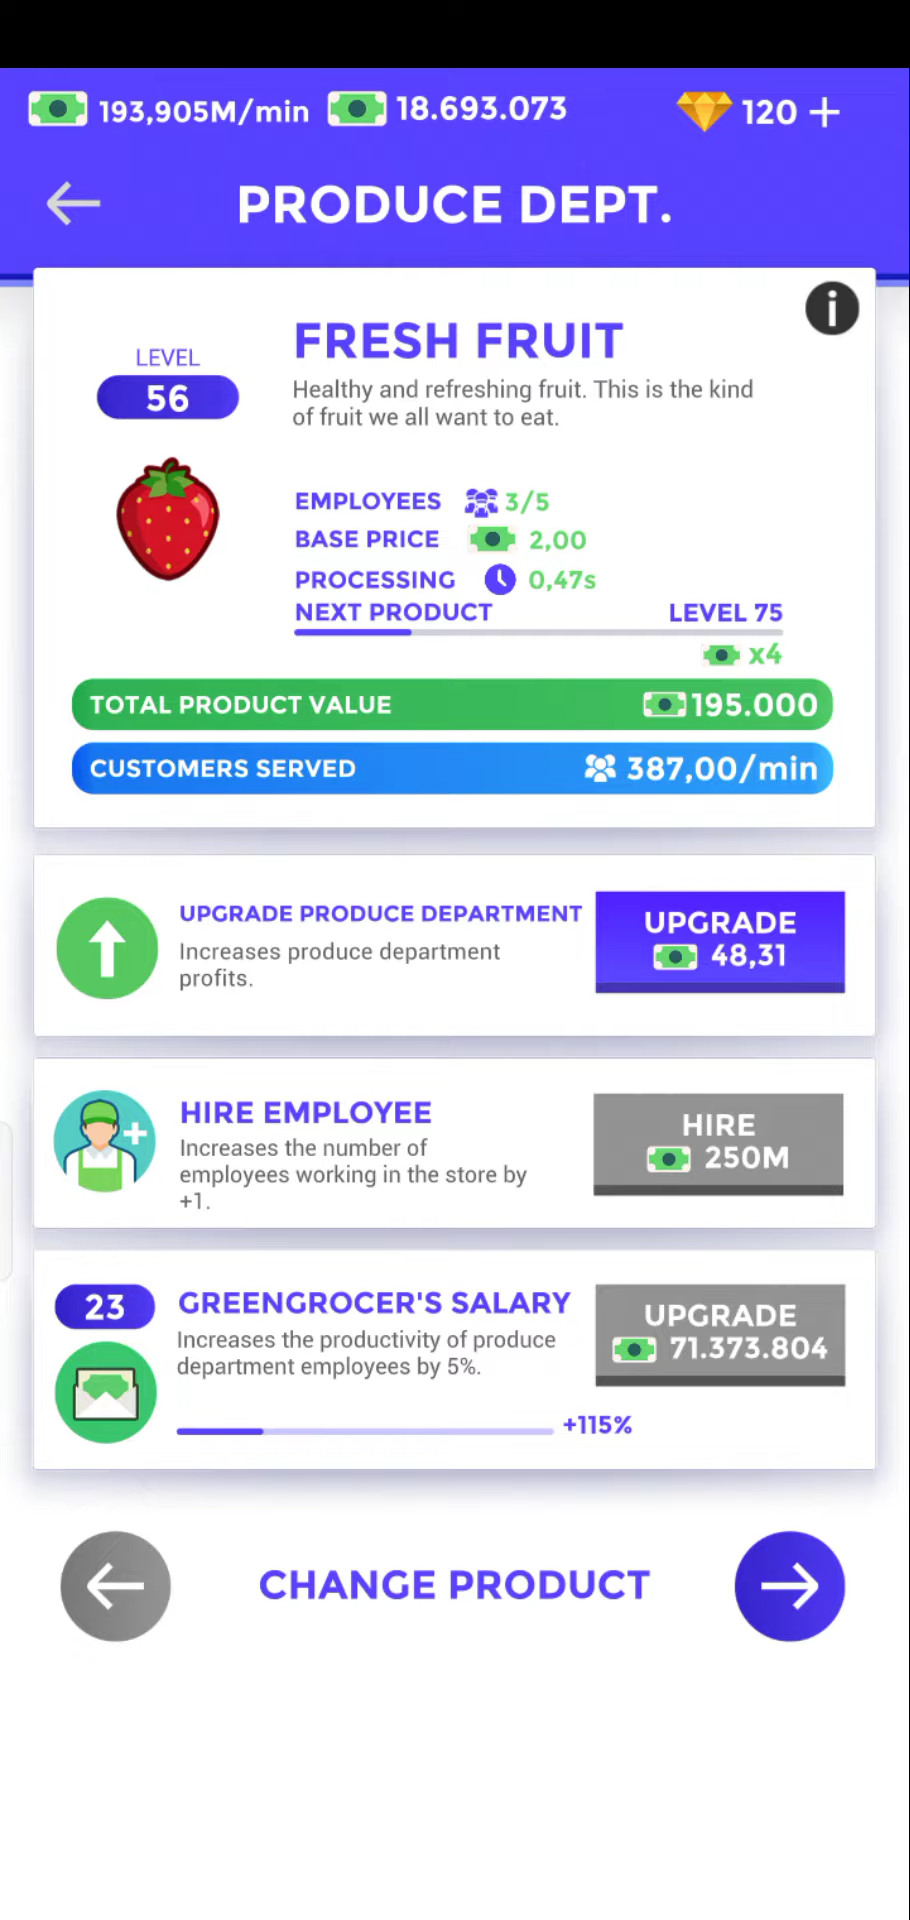 193,905M/min 18.693.073 120 +
PRODUCE DEPT.
i
FRESH FRUIT
LEVEL
56
Healthy and refreshing fruit. This is the kind
of fruit we all want to eat.
EMPLOYEES 3/5
BASE PRICE 2,00
PROCESSING 0,47s
NEXT PRODUCT LEVEL 75
x4
TOTAL PRODUCT VALUE 195.000
CUSTOMERS SERVED 387,00/min
UPGRADE PRODUCE DEPARTMENT
Increases produce department
profits.
UPGRADE
48,31
HIRE EMPLOYEE
Increases the number of
employees working in the store by
+1.
HIRE
250M
23
GREENGROCER'S SALARY
Increases the productivity of produce
department employees by 5%.
UPGRADE
71.373.804
+115%
CHANGE PRODUCT